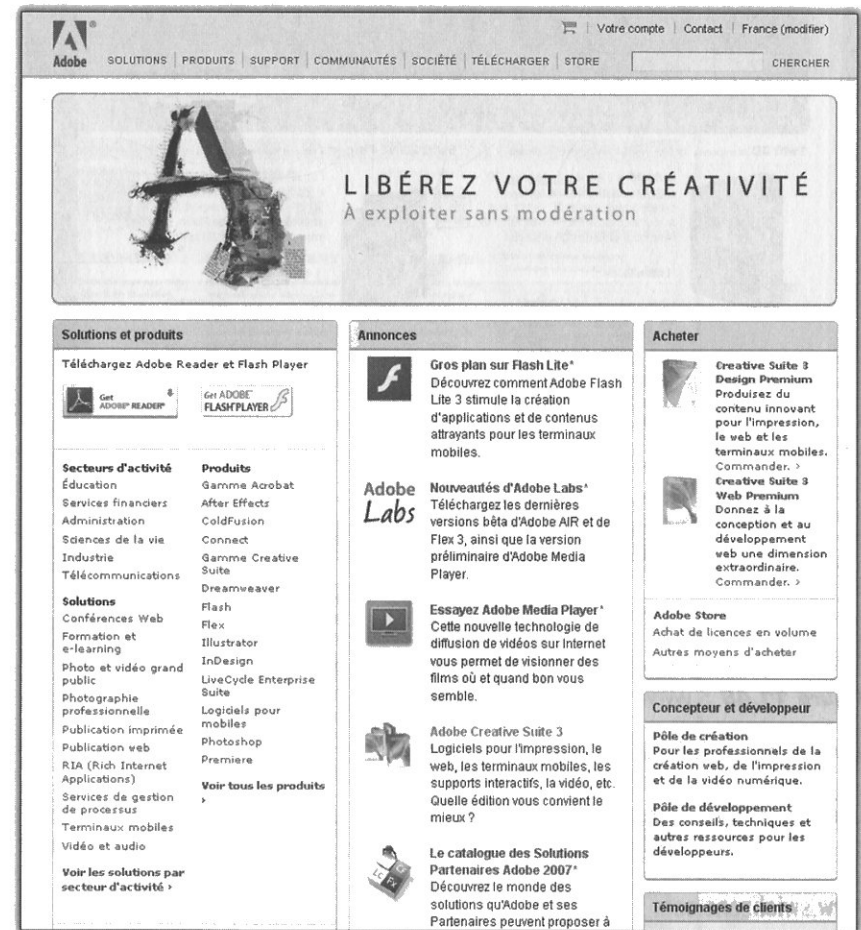 Votre compte | Contact | France (modifier)
Adobe
SOLUTIONS | PRODUITS | SUPPORT | COMMUNAUTÉS | SOCIÉTÉ | TÉLÉCHARGER | STORE
CHERCHER
LIBÉREZ VOTRE CRÉATIVITÉ
À exploiter sans modération
Solutions et produits
Téléchargez Adobe Reader et Flash Player
Get
ADOBE® READER®
Get ADOBE®
FLASH® PLAYER
Secteurs d'activité
Éducation
Services financiers
Administration
Sciences de la vie
Industrie
Télécommunications
Solutions
Conférences Web
Formation et
e-learning
Photo et vidéo grand
public
Photographie
professionnelle
Publication imprimée
Publication web
RIA (Rich Internet
Applications)
Services de gestion
de processus
Terminaux mobiles
Vidéo et audio
Voir les solutions par
secteur d'activité ›
Produits
Gamme Acrobat
After Effects
ColdFusion
Connect
Gamme Creative
Suite
Dreamweaver
Flash
Flex
Illustrator
InDesign
LiveCycle Enterprise
Suite
Logiciels pour
mobiles
Photoshop
Premiere
Voir tous les produits
›
Annonces
Gros plan sur Flash Lite*
Découvrez comment Adobe Flash
Lite 3 stimule la création
d'applications et de contenus
attrayants pour les terminaux
mobiles.
Adobe
Labs
Nouveautés d'Adobe Labs*
Téléchargez les dernières
versions bêta d'Adobe AIR et de
Flex 3, ainsi que la version
préliminaire d'Adobe Media
Player.
Essayez Adobe Media Player*
Cette nouvelle technologie de
diffusion de vidéos sur Internet
vous permet de visionner des
films où et quand bon vous
semble.
Adobe Creative Suite 3
Logiciels pour l'impression, le
web, les terminaux mobiles, les
supports interactifs, la vidéo, etc.
Quelle édition vous convient le
mieux ?
Le catalogue des Solutions
Partenaires Adobe 2007*
Découvrez le monde des
solutions qu'Adobe et ses
Partenaires peuvent proposer à
Acheter
Creative Suite 3
Design Premium
Produisez du
contenu innovant
pour l'impression,
le web et les
terminaux mobiles.
Commander. ›
Creative Suite 3
Web Premium
Donnez à la
conception et au
développement
web une dimension
extraordinaire.
Commander. ›
Adobe Store
Achat de licences en volume
Autres moyens d'acheter
Concepteur et développeur
Pôle de création
Pour les professionnels de la
création web, de l'impression
et de la vidéo numérique.
Pôle de développement
Des conseils, techniques et
autres ressources pour les
développeurs.
Témoignages de clients